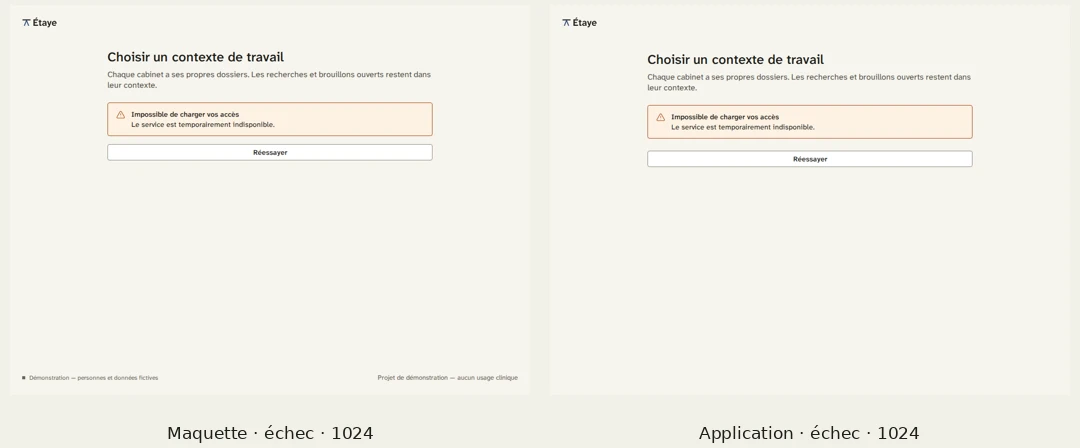 Étaye
Choisir un contexte de travail
Chaque cabinet a ses propres dossiers. Les recherches et brouillons ouverts restent dans
leur contexte.
Impossible de charger vos accès
Le service est temporairement indisponible.
Réessayer
Démonstration — personnes et données fictives
Projet de démonstration — aucun usage clinique
Maquette · échec · 1024
Étaye
Choisir un contexte de travail
Chaque cabinet a ses propres dossiers. Les recherches et brouillons ouverts restent dans
leur contexte.
Impossible de charger vos accès
Le service est temporairement indisponible.
Réessayer
Application · échec · 1024